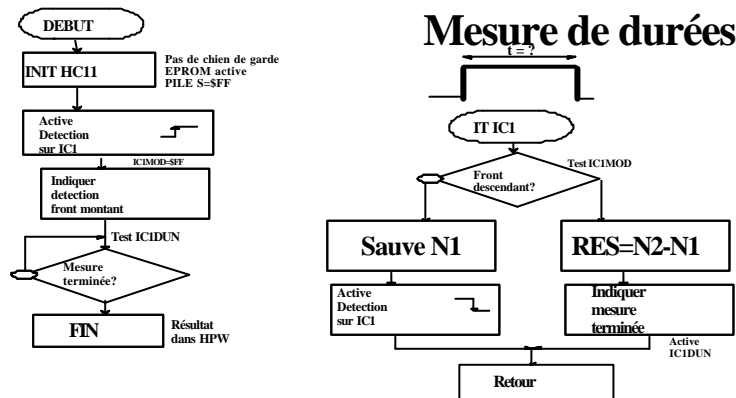 Mesure de durées
DEBUT
INIT HC11
Pas de chien de garde
EPROM active
PILE S=$FF
Active
Detection
sur IC1
IC1MOD=$FF
Indiquer
detection
front montant
Test IC1DUN
Mesure
terminée?
FIN
Résultat
dans HPW
t = ?
IT IC1
Front
descendant?
Test IC1MOD
Sauve N1
RES=N2-N1
Active
Detection
sur IC1
Indiquer
mesure
terminée
Active
IC1DUN
Retour